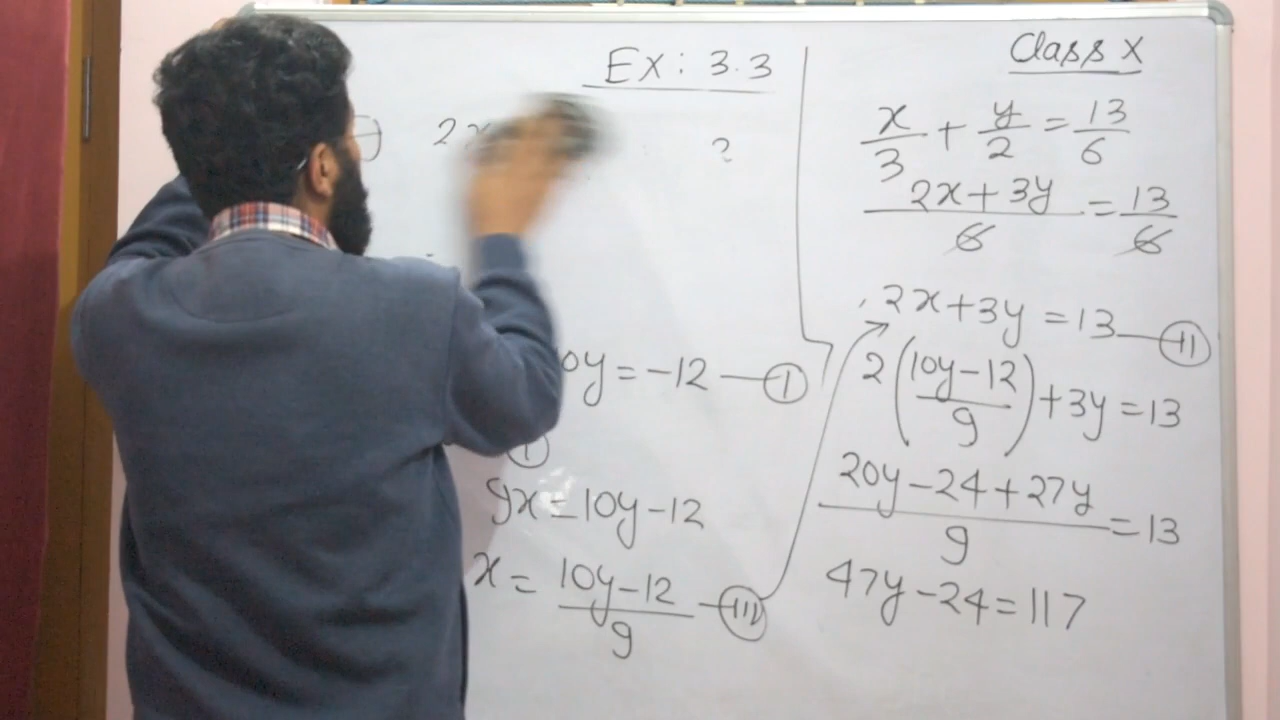 Ex: 3.3
2x
?
0y = -12 — (I)
(I)
9x = 10y - 12
x = (10y - 12)/9 — (III)
Class X
x/3 + y/2 = 13/6
(2x + 3y)/6 = 13/6
2x + 3y = 13 — (II)
2((10y - 12)/9) + 3y = 13
(20y - 24 + 27y)/9 = 13
47y - 24 = 117